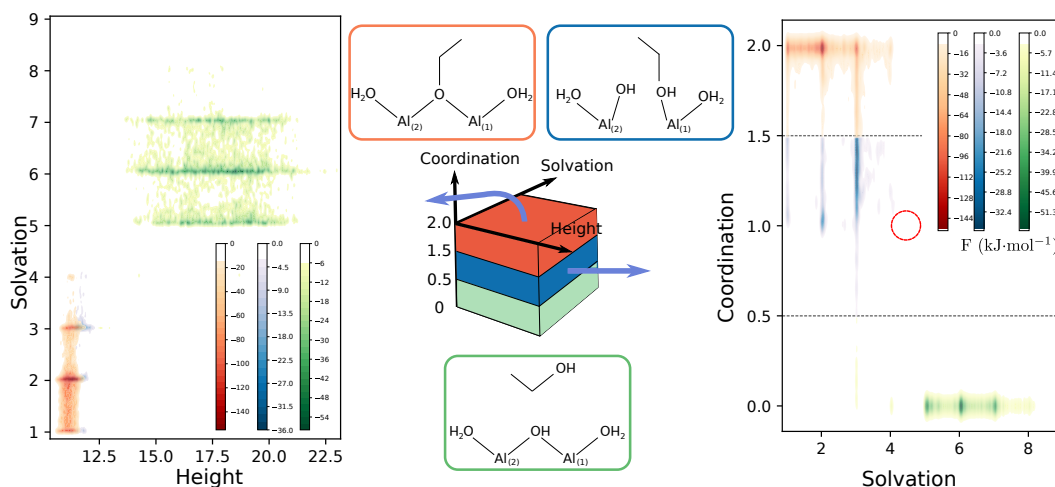 9
8
7
6
5
4
3
2
1
Solvation
12.5 15.0 17.5 20.0 22.5
Height
0
−20
−40
−60
−80
−100
−120
−140
0.0
−4.5
−9.0
−13.5
−18.0
−22.5
−27.0
−31.5
−36.0
0
−6
−12
−18
−24
−30
−36
−42
−48
−54
H2O
O
OH2
Al(2)
Al(1)
H2O
OH
OH
OH2
Al(2)
Al(1)
Coordination
Solvation
Height
2.0
1.5
0.5
0
OH
H2O
OH
OH2
Al(2)
Al(1)
2.0
1.5
1.0
0.5
0.0
Coordination
2 4 6 8
Solvation
0
−16
−32
−48
−64
−80
−96
−112
−128
−144
0.0
−3.6
−7.2
−10.8
−14.4
−18.0
−21.6
−25.2
−28.8
−32.4
0.0
−5.7
−11.4
−17.1
−22.8
−28.5
−34.2
−39.9
−45.6
−51.3
F (kJ·mol−1)